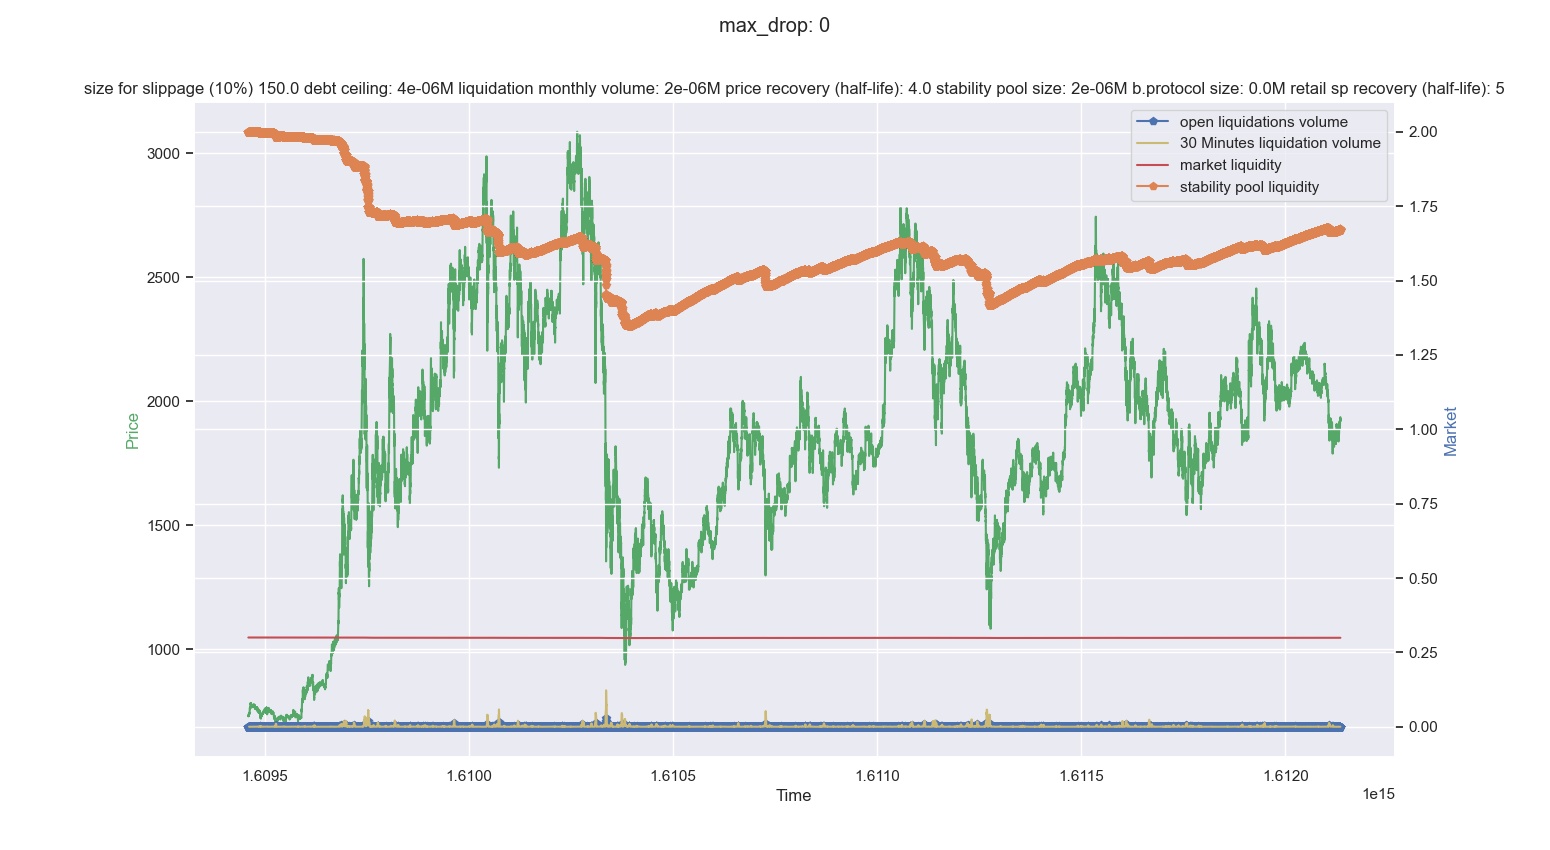 max_drop: 0
size for slippage (10%) 150.0 debt ceiling: 4e-06M liquidation monthly volume: 2e-06M price recovery (half-life): 4.0 stability pool size: 2e-06M b.protocol size: 0.0M retail sp recovery (half-life): 5
open liquidations volume
30 Minutes liquidation volume
market liquidity
stability pool liquidity
3000
2500
2000
1500
1000
Price
2.00
1.75
1.50
1.25
1.00
0.75
0.50
0.25
0.00
Market
1.6095 1.6100 1.6105 1.6110 1.6115 1.6120
1e15
Time